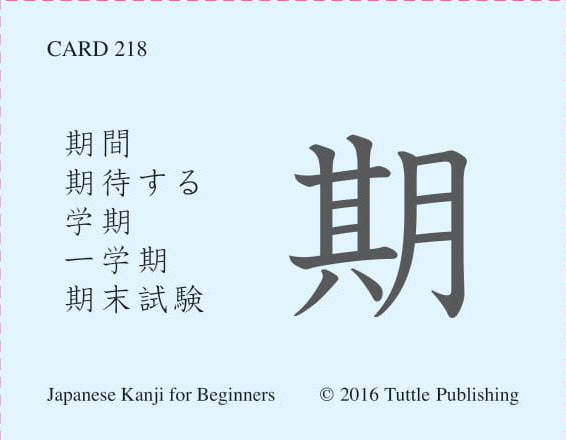 CARD 218
期間
期待する
学期
一学期
期末試験
期
Japanese Kanji for Beginners
© 2016 Tuttle Publishing